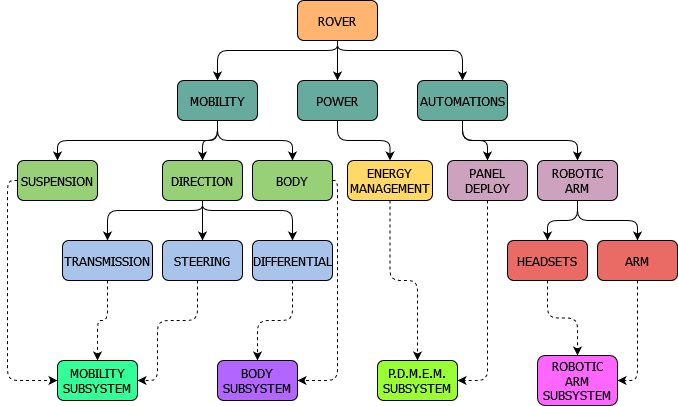 ROVER
MOBILITY
POWER
AUTOMATIONS
SUSPENSION
DIRECTION
BODY
ENERGY
MANAGEMENT
PANEL
DEPLOY
ROBOTIC
ARM
TRANSMISSION
STEERING
DIFFERENTIAL
HEADSETS
ARM
MOBILITY
SUBSYSTEM
BODY
SUBSYSTEM
P.D.M.E.M.
SUBSYSTEM
ROBOTIC
ARM
SUBSYSTEM